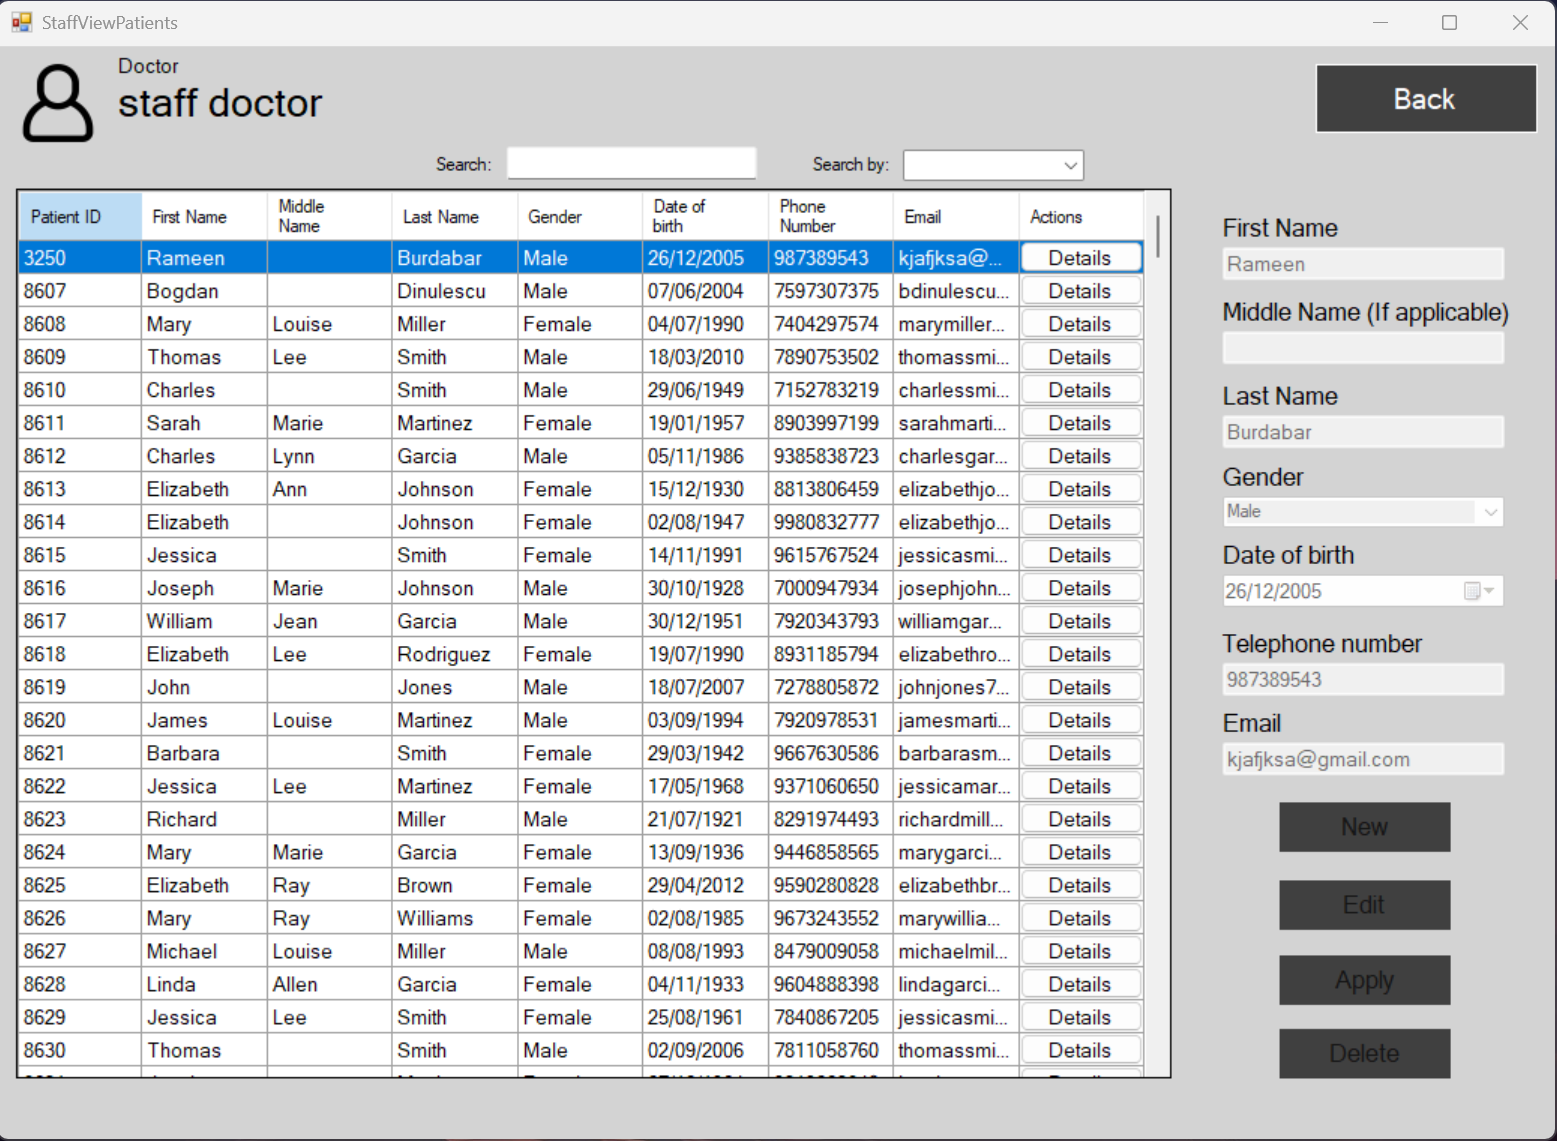 StaffViewPatients
Doctor
staff doctor
Back
Search:
Search by:
Patient ID First Name Middle Name Last Name Gender Date of birth Phone Number Email Actions
3250 Rameen Burdabar Male 26/12/2005 987389543 kjafjksa@... Details
8607 Bogdan Dinulescu Male 07/06/2004 7597307375 bdinulescu... Details
8608 Mary Louise Miller Female 04/07/1990 7404297574 marymiller... Details
8609 Thomas Lee Smith Male 18/03/2010 7890753502 thomassmi... Details
8610 Charles Smith Male 29/06/1949 7152783219 charlessmi... Details
8611 Sarah Marie Martinez Female 19/01/1957 8903997199 sarahmarti... Details
8612 Charles Lynn Garcia Male 05/11/1986 9385838723 charlesgar... Details
8613 Elizabeth Ann Johnson Female 15/12/1930 8813806459 elizabethjo... Details
8614 Elizabeth Johnson Female 02/08/1947 9980832777 elizabethjo... Details
8615 Jessica Smith Female 14/11/1991 9615767524 jessicasmi... Details
8616 Joseph Marie Johnson Male 30/10/1928 7000947934 josephjohn... Details
8617 William Jean Garcia Male 30/12/1951 7920343793 williamgar... Details
8618 Elizabeth Lee Rodriguez Female 19/07/1990 8931185794 elizabethro... Details
8619 John Jones Male 18/07/2007 7278805872 johnjones7... Details
8620 James Louise Martinez Male 03/09/1994 7920978531 jamesmarti... Details
8621 Barbara Smith Female 29/03/1942 9667630586 barbarasm... Details
8622 Jessica Lee Martinez Female 17/05/1968 9371060650 jessicamar... Details
8623 Richard Miller Male 21/07/1921 8291974493 richardmill... Details
8624 Mary Marie Garcia Female 13/09/1936 9446858565 marygarci... Details
8625 Elizabeth Ray Brown Female 29/04/2012 9590280828 elizabethbr... Details
8626 Mary Ray Williams Female 02/08/1985 9673243552 marywillia... Details
8627 Michael Louise Miller Male 08/08/1993 8479009058 michaelmil... Details
8628 Linda Allen Garcia Female 04/11/1933 9604888398 lindagarci... Details
8629 Jessica Lee Smith Female 25/08/1961 7840867205 jessicasmi... Details
8630 Thomas Smith Male 02/09/2006 7811058760 thomassmi... Details
First Name
Rameen
Middle Name (If applicable)
Last Name
Burdabar
Gender
Male
Date of birth
26/12/2005
Telephone number
987389543
Email
kjafjksa@gmail.com
New
Edit
Apply
Delete